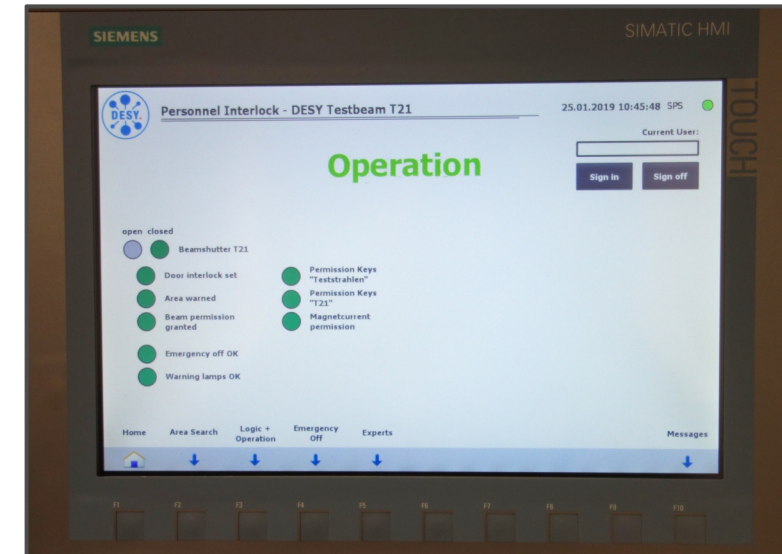 SIEMENS
SIMATIC HMI
TOUCH
DESY.
Personnel Interlock - DESY Testbeam T21
25.01.2019 10:45:48 SPS
Current User:
Operation
Sign in
Sign off
open closed
Beamshutter T21
Door interlock set
Area warned
Beam permission
granted
Emergency off OK
Warning lamps OK
Permission Keys
"Teststrahlen"
Permission Keys
"T21"
Magnetcurrent
permission
Home
Area Search
Logic +
Operation
Emergency
Off
Experts
Messages
F1 F2 F3 F4 F5 F6 F7 F8 F9 F10